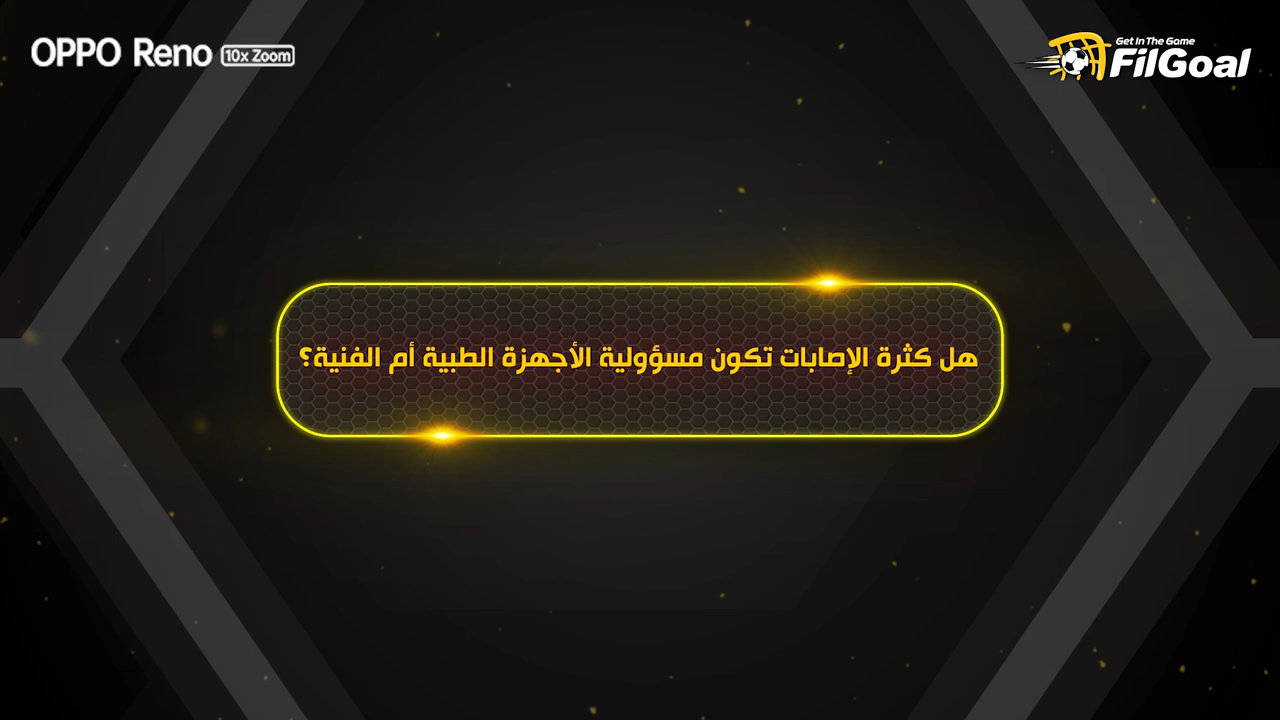 OPPO Reno 10x Zoom
Get In The Game
FilGoal
هل كثرة الإصابات تكون مسؤولية الأجهزة الطبية أم الفنية؟